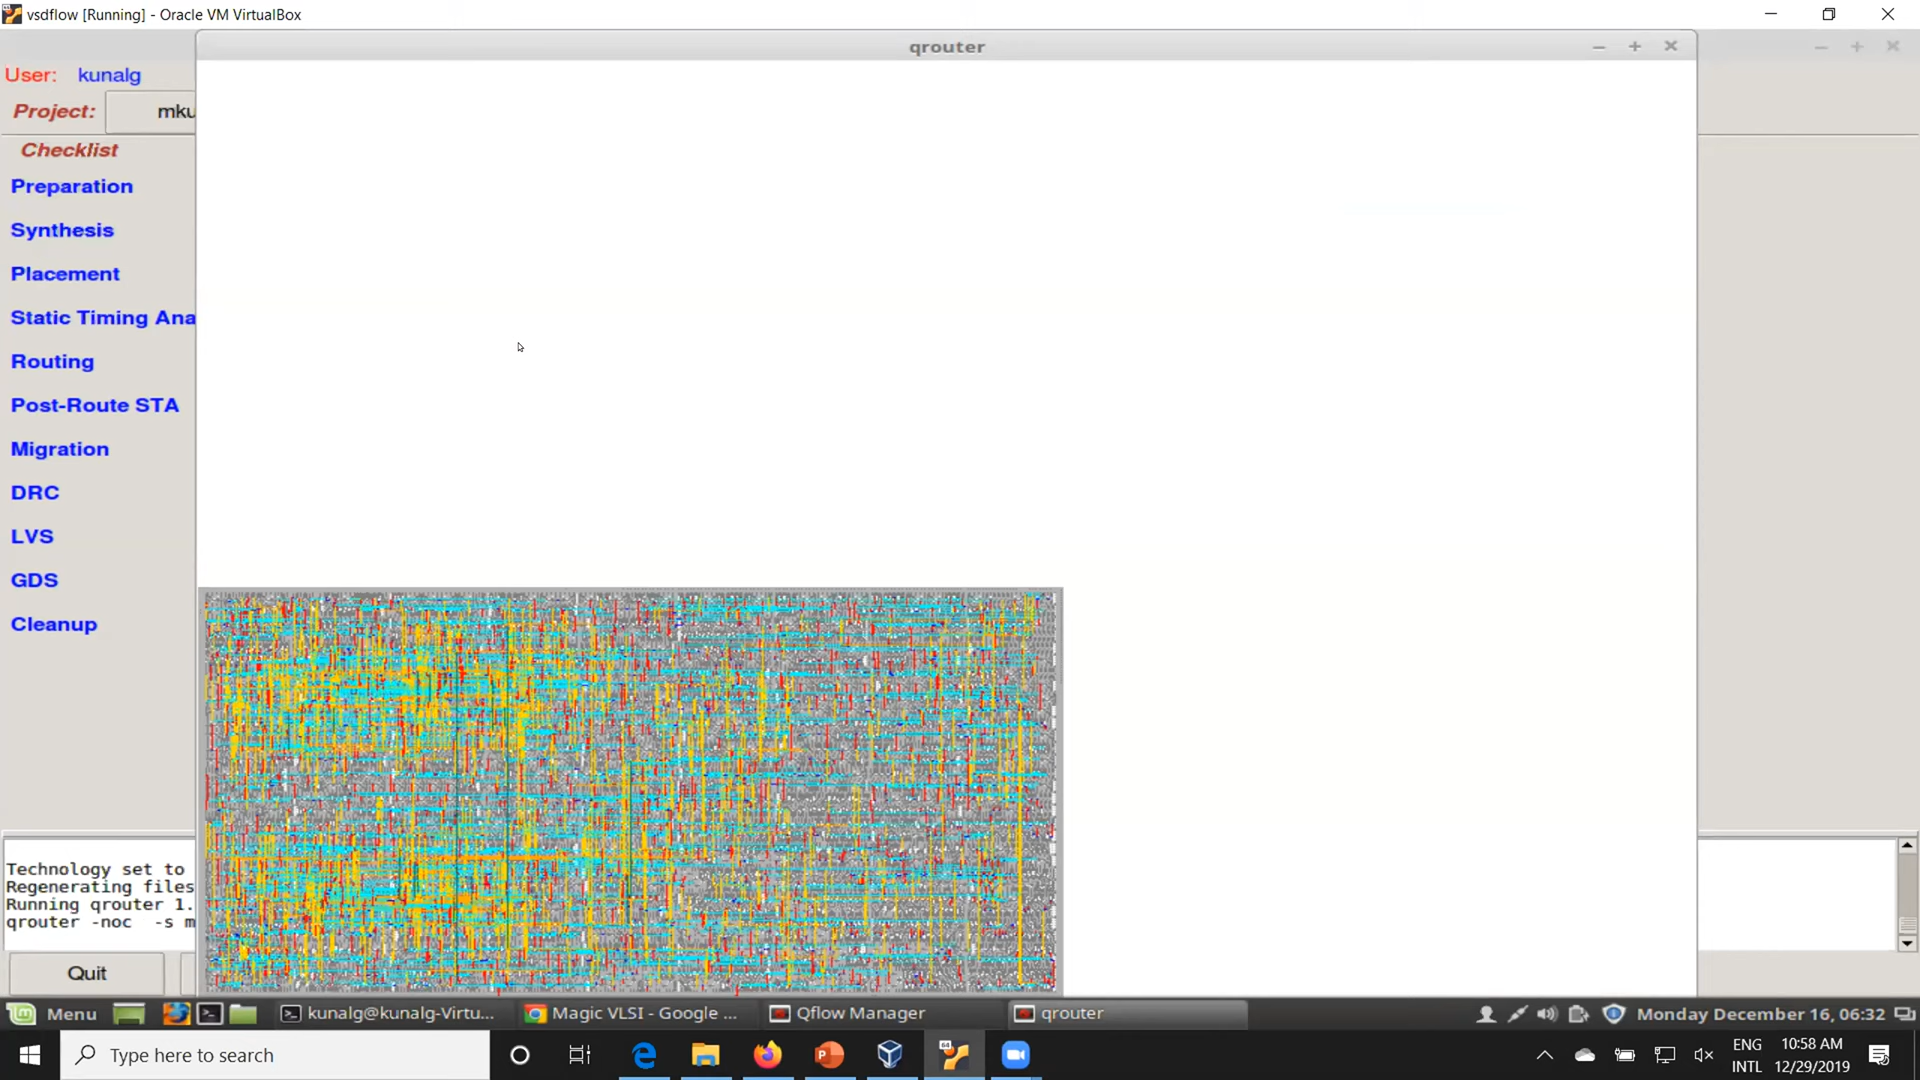 vsdflow [Running] - Oracle VM VirtualBox
qrouter
User: kunalg
Project: mku
Checklist
Preparation
Synthesis
Placement
Static Timing Ana
Routing
Post-Route STA
Migration
DRC
LVS
GDS
Cleanup
Technology set to
Regenerating files
Running qrouter 1.
qrouter -noc -s m
Quit
Menu
kunalg@kunalg-Virtu...
Magic VLSI - Google ...
Qflow Manager
qrouter
Monday December 16, 06:32
Type here to search
64
ENG
INTL
10:58 AM
12/29/2019